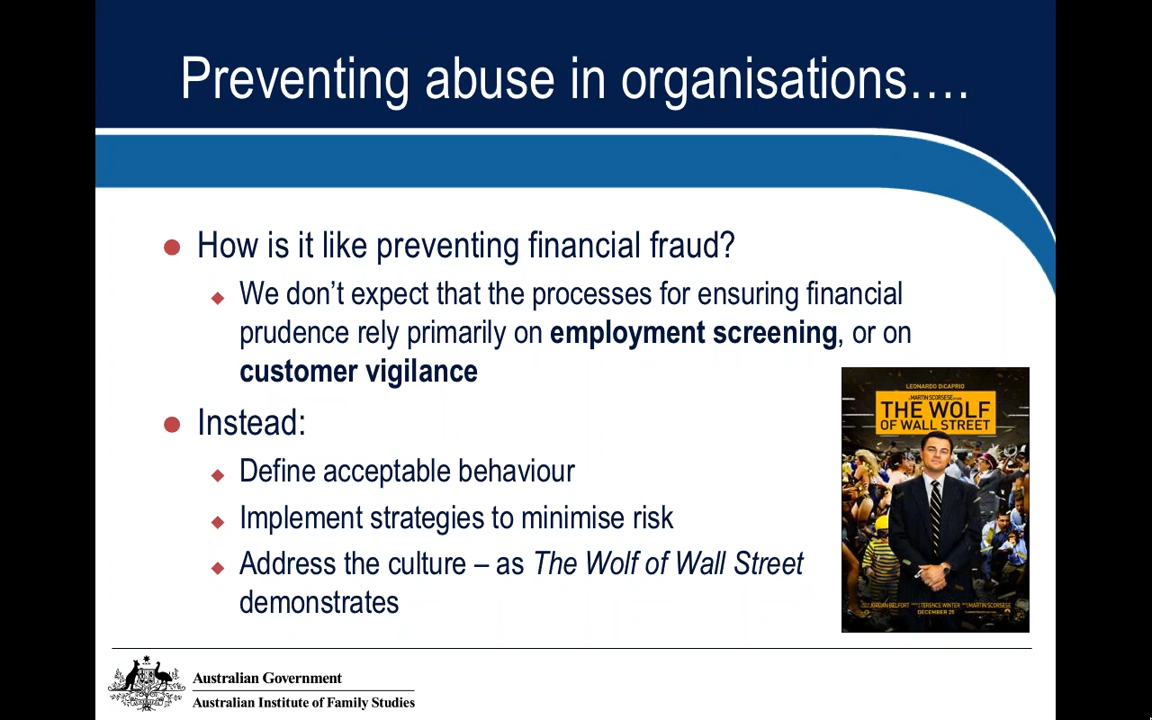 Preventing abuse in organisations….
How is it like preventing financial fraud?
We don’t expect that the processes for ensuring financial
prudence rely primarily on employment screening, or on
customer vigilance
Instead:
Define acceptable behaviour
Implement strategies to minimise risk
Address the culture – as The Wolf of Wall Street
demonstrates
LEONARDO DiCAPRIO
THE WOLF
OF WALL STREET
DECEMBER 25
Australian Government
Australian Institute of Family Studies